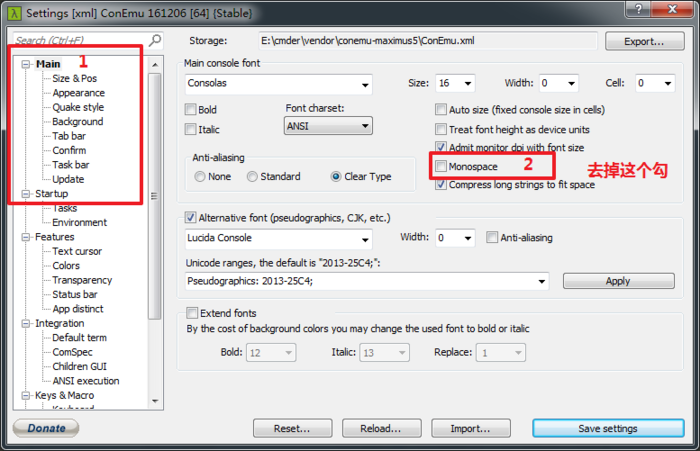 Settings [xml] ConEmu 161206 [64] {Stable}
Search (Ctrl+F)
Storage: E:\cmder\vendor\conemu-maximus5\ConEmu.xml Export...
Main 1
Size & Pos
Appearance
Quake style
Background
Tab bar
Confirm
Task bar
Update
Startup
Tasks
Environment
Features
Text cursor
Colors
Transparency
Status bar
App distinct
Integration
Default term
ComSpec
Children GUI
ANSI execution
Keys & Macro
Main console font
Consolas Size: 16 Width: 0 Cell: 0
Bold Font charset: Auto size (fixed console size in cells)
Italic ANSI Treat font height as device units
Admit monitor dpi with font size
Anti-aliasing Monospace 2 去掉这个勾
None Standard Clear Type Compress long strings to fit space
Alternative font (pseudographics, CJK, etc.)
Lucida Console Width: 0 Anti-aliasing
Unicode ranges, the default is "2013-25C4;":
Pseudographics: 2013-25C4; Apply
Extend fonts
By the cost of background colors you may change the used font to bold or italic
Bold: 12 Italic: 13 Replace: 1
Donate Reset... Reload... Import... Save settings